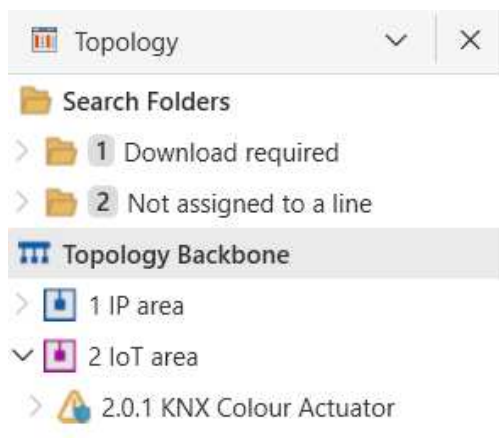 Topology
Search Folders
1 Download required
2 Not assigned to a line
Topology Backbone
1 IP area
2 IoT area
2.0.1 KNX Colour Actuator